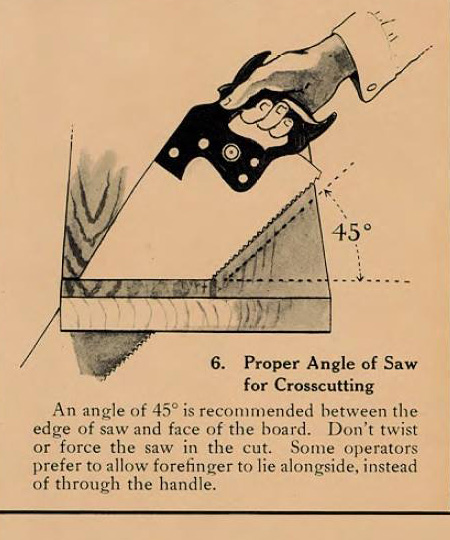 45°
6. Proper Angle of Saw
for Crosscutting
An angle of 45° is recommended between the
edge of saw and face of the board. Don't twist
or force the saw in the cut. Some operators
prefer to allow forefinger to lie alongside, instead
of through the handle.